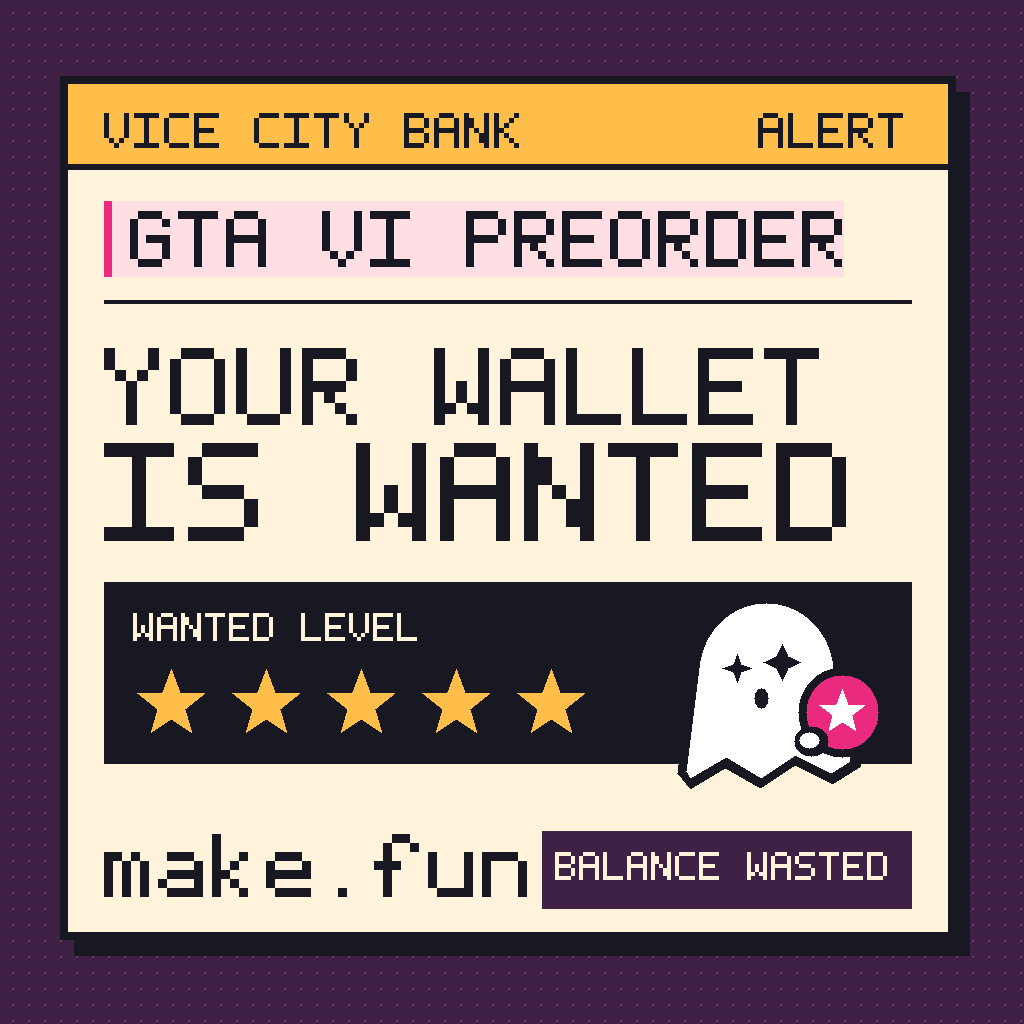 VICE CITY BANK ALERT
GTA VI PREORDER
YOUR WALLET
IS WANTED
WANTED LEVEL
make.fun BALANCE WASTED